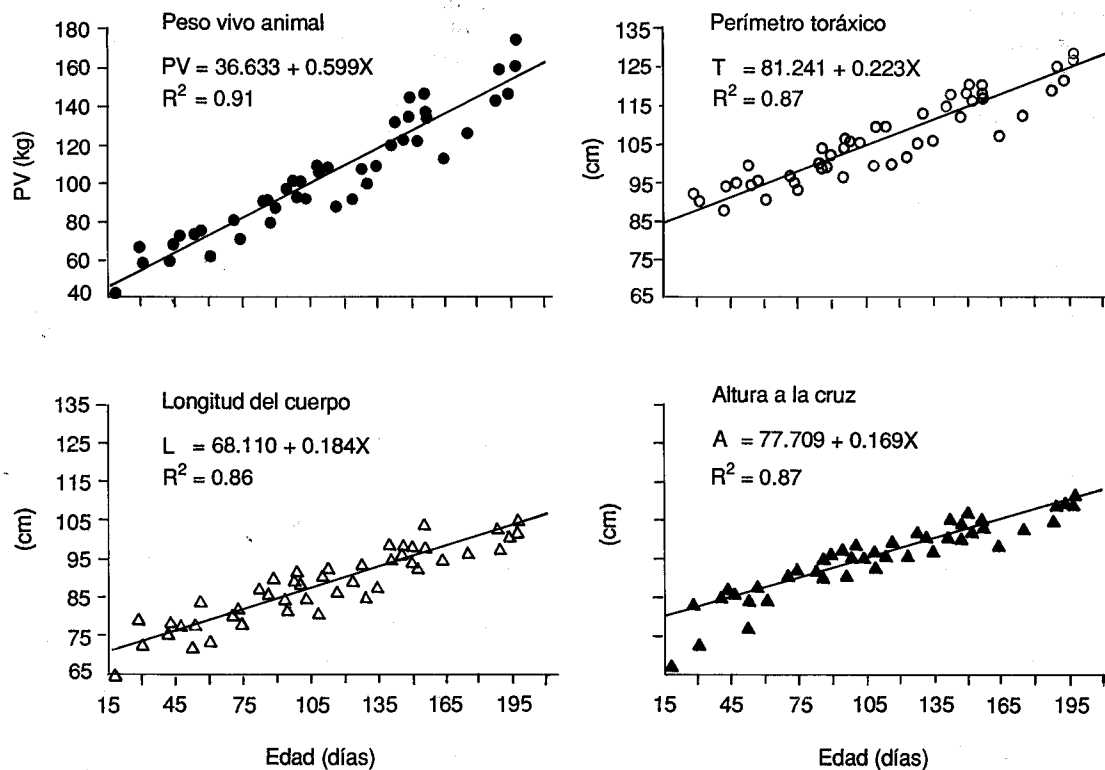 Peso vivo animal
PV = 36.633 + 0.599X
R² = 0.91
PV (kg)
180
160
140
120
100
80
60
40
Perímetro toráxico
T = 81.241 + 0.223X
R² = 0.87
(cm)
135
125
115
105
95
85
75
65
Longitud del cuerpo
L = 68.110 + 0.184X
R² = 0.86
(cm)
135
125
115
105
95
85
75
65
15 45 75 105 135 165 195
Edad (días)
Altura a la cruz
A = 77.709 + 0.169X
R² = 0.87
(cm)
15 45 75 105 135 165 195
Edad (días)